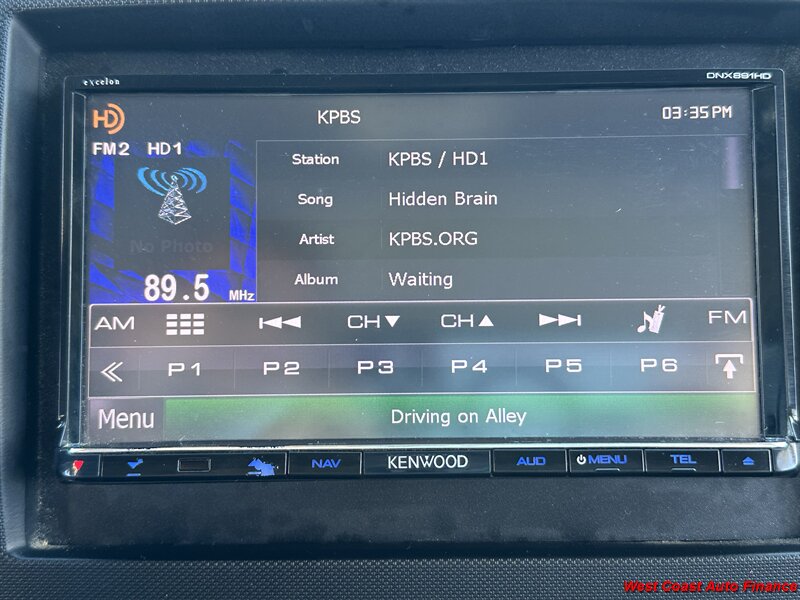 eXcelon DNX891HD
HD KPBS 03:35 PM
FM2 HD1
Station KPBS / HD1
Song Hidden Brain
Artist KPBS.ORG
No Photo
Album Waiting
89.5 MHz
AM CH CH FM
P1 P2 P3 P4 P5 P6
Menu Driving on Alley
NAV KENWOOD AUD MENU TEL
West Coast Auto Finance